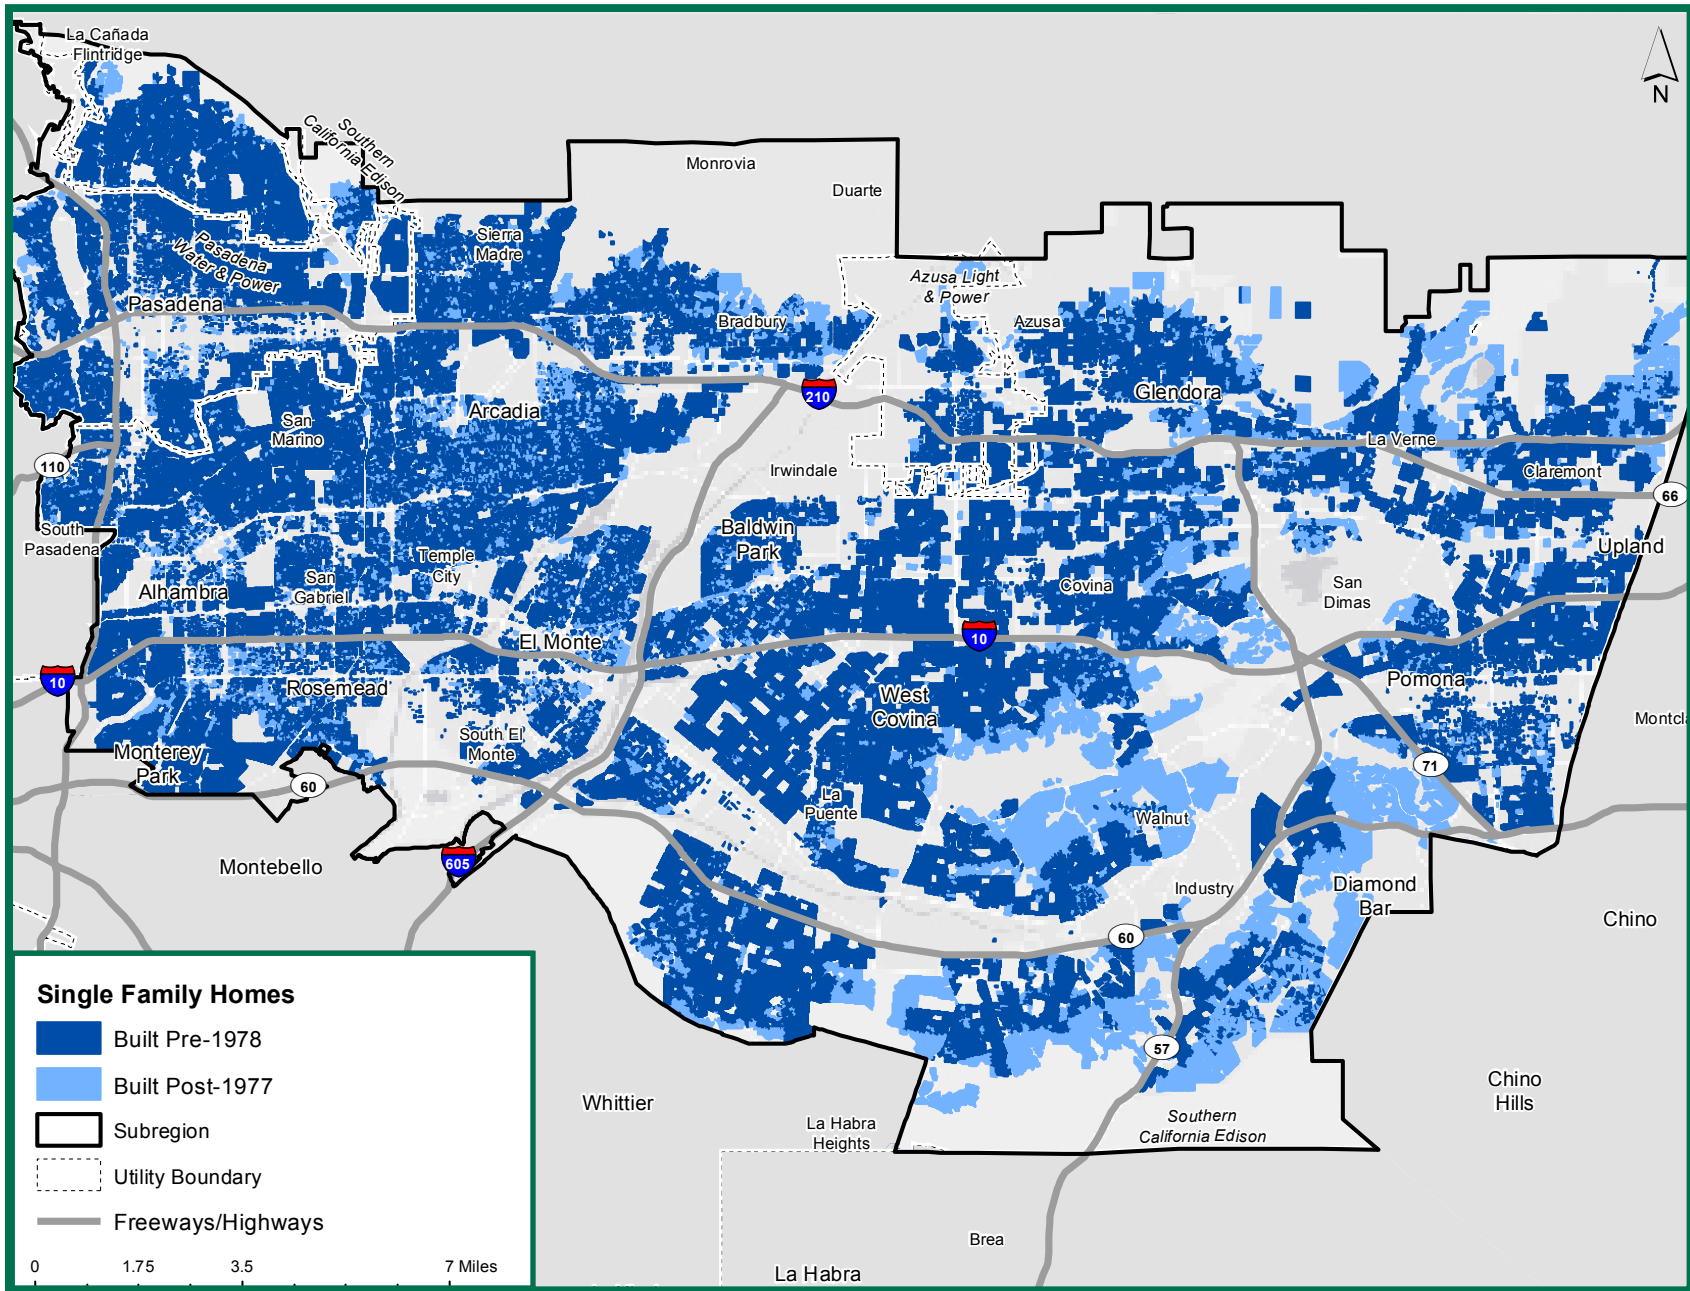 La Cañada
Flintridge
N
Southern
California Edison
Monrovia
Duarte
Sierra
Madre
Pasadena
Water & Power
Azusa Light
& Power
Pasadena
Bradbury
Azusa
210
Glendora
Arcadia
San
Marino
La Verne
110
Irwindale
Claremont
66
South
Pasadena
Baldwin
Park
Upland
Temple
City
San
Gabriel
Alhambra
Covina
San
Dimas
El Monte
10
10
Rosemead
West
Covina
Pomona
Montcl
South El
Monte
Monterey
Park
71
60
La
Puente
Walnut
Montebello
605
Industry
Diamond
Bar
Chino
60
57
Single Family Homes
Built Pre-1978
Built Post-1977
Subregion
Utility Boundary
Freeways/Highways
0 1.75 3.5 7 Miles
Whittier
La Habra
Heights
Southern
California Edison
Chino
Hills
Brea
La Habra